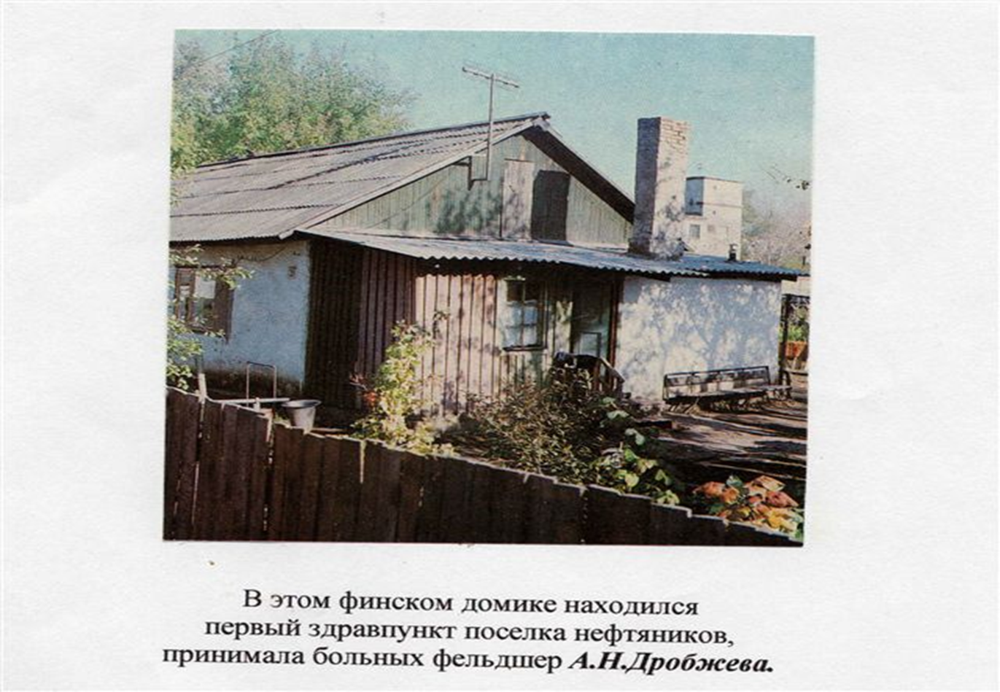 В этом финском домике находился
первый здравпункт поселка нефтяников,
принимала больных фельдшер А.Н.Дробжева.